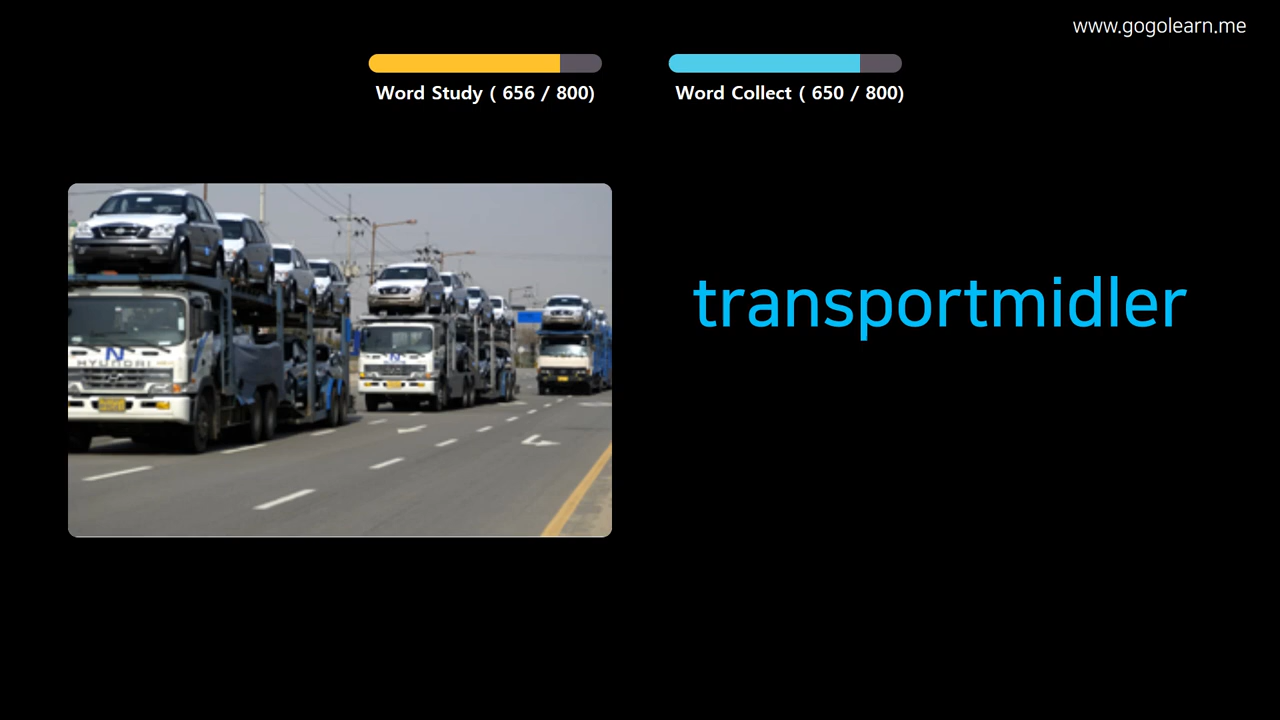 www.gogolearn.me
Word Study ( 656 / 800)
Word Collect ( 650 / 800)
transportmidler
N
HYUNDAI
N